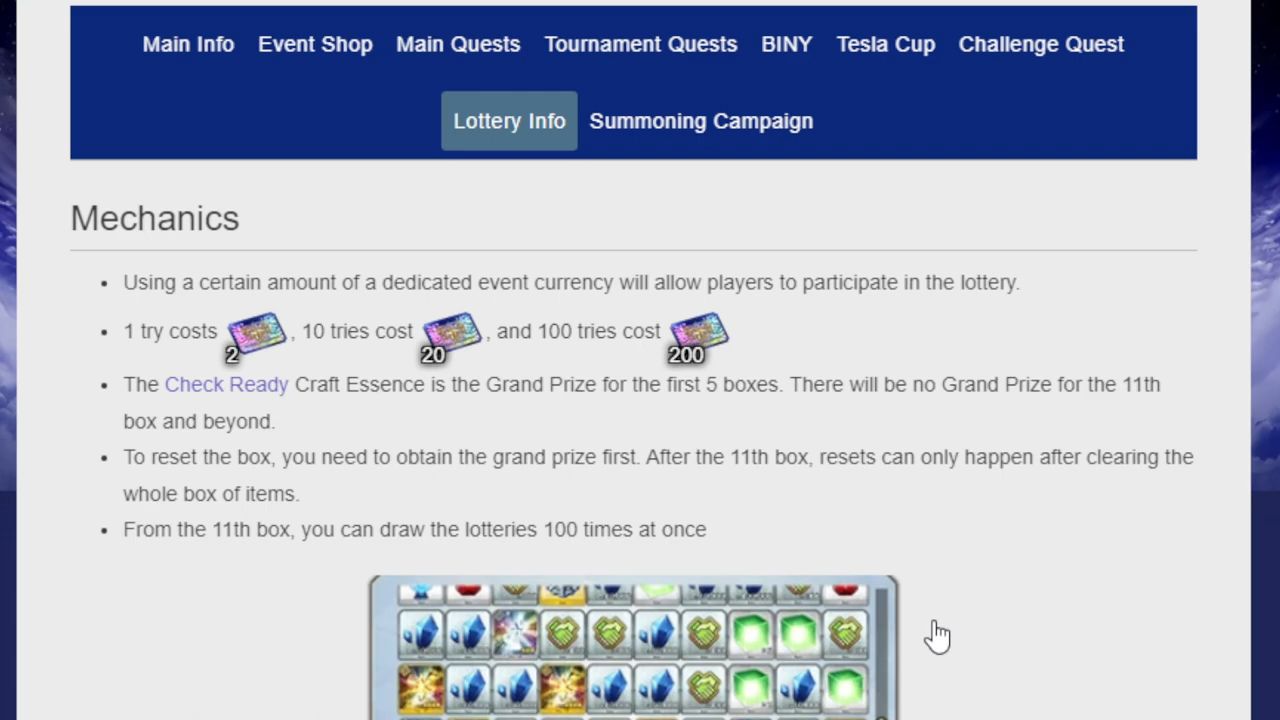 Main Info Event Shop Main Quests Tournament Quests BINY Tesla Cup Challenge Quest
Lottery Info Summoning Campaign
Mechanics
• Using a certain amount of a dedicated event currency will allow players to participate in the lottery.
• 1 try costs 2, 10 tries cost 20, and 100 tries cost 200
• The Check Ready Craft Essence is the Grand Prize for the first 5 boxes. There will be no Grand Prize for the 11th
box and beyond.
• To reset the box, you need to obtain the grand prize first. After the 11th box, resets can only happen after clearing the
whole box of items.
• From the 11th box, you can draw the lotteries 100 times at once